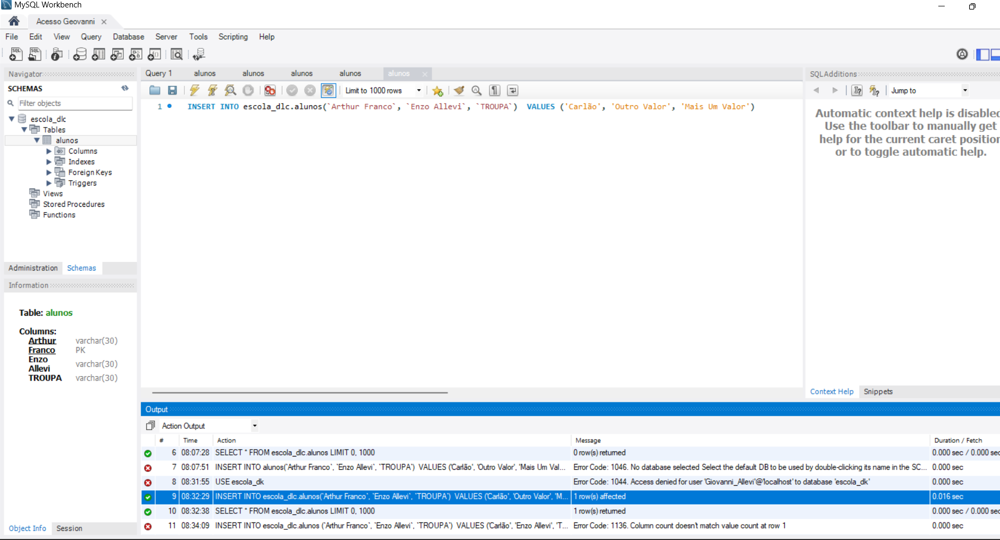 MySQL Workbench
Acesso Geovanni
File Edit View Query Database Server Tools Scripting Help
Navigator
SCHEMAS
Filter objects
escola_dlc
Tables
alunos
Columns
Indexes
Foreign Keys
Triggers
Views
Stored Procedures
Functions
Administration Schemas
Information
Table: alunos
Columns:
Arthur varchar(30)
Franco PK
Enzo
Allevi varchar(30)
TROUPA varchar(30)
Object Info Session
Query 1 alunos alunos alunos alunos alunos
Limit to 1000 rows
1 INSERT INTO escola_dlc.alunos(`Arthur Franco`, `Enzo Allevi`, `TROUPA`) VALUES ('Carlão', 'Outro Valor', 'Mais Um Valor')
SQLAdditions
Jump to
Automatic context help is disabled
Use the toolbar to manually get
help for the current caret position
or to toggle automatic help.
Context Help Snippets
Output
Action Output
# Time Action Message Duration / Fetch
6 08:07:28 SELECT * FROM escola_dlc.alunos LIMIT 0, 1000 0 row(s) returned 0.000 sec / 0.000 sec
7 08:07:51 INSERT INTO alunos(`Arthur Franco`, `Enzo Allevi`, `TROUPA`) VALUES ('Carlão', 'Outro Valor', 'Mais Um Val... Error Code: 1046. No database selected Select the default DB to be used by double-clicking its name in the SC... 0.000 sec
8 08:31:55 USE escola_dk Error Code: 1044. Access denied for user 'Giovanni_Allevi'@'localhost' to database 'escola_dk' 0.000 sec
9 08:32:29 INSERT INTO escola_dlc.alunos(`Arthur Franco`, `Enzo Allevi`, `TROUPA`) VALUES ('Carlão', 'Outro Valor', 'M... 1 row(s) affected 0.016 sec
10 08:32:38 SELECT * FROM escola_dlc.alunos LIMIT 0, 1000 1 row(s) returned 0.000 sec / 0.000 sec
11 08:34:09 INSERT INTO escola_dlc.alunos (`Arthur Franco`, `Enzo Allevi`, `TROUPA`) VALUES ('Carlão', 'Enzo Allevi', 'T... Error Code: 1136. Column count doesn't match value count at row 1 0.000 sec